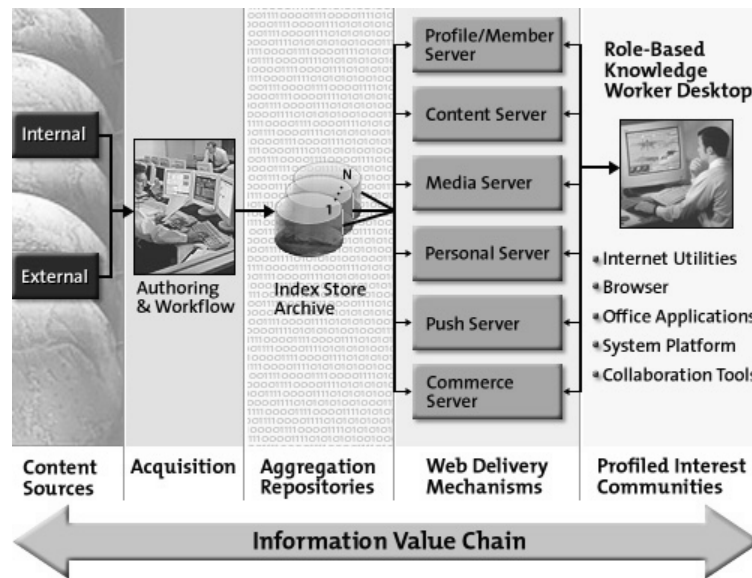 Internal
External
Authoring
& Workflow
N
1
Index Store
Archive
Profile/Member
Server
Content Server
Media Server
Personal Server
Push Server
Commerce
Server
Role-Based
Knowledge
Worker Desktop
Internet Utilities
Browser
Office Applications
System Platform
Collaboration Tools
Content
Sources
Acquisition
Aggregation
Repositories
Web Delivery
Mechanisms
Profiled Interest
Communities
Information Value Chain